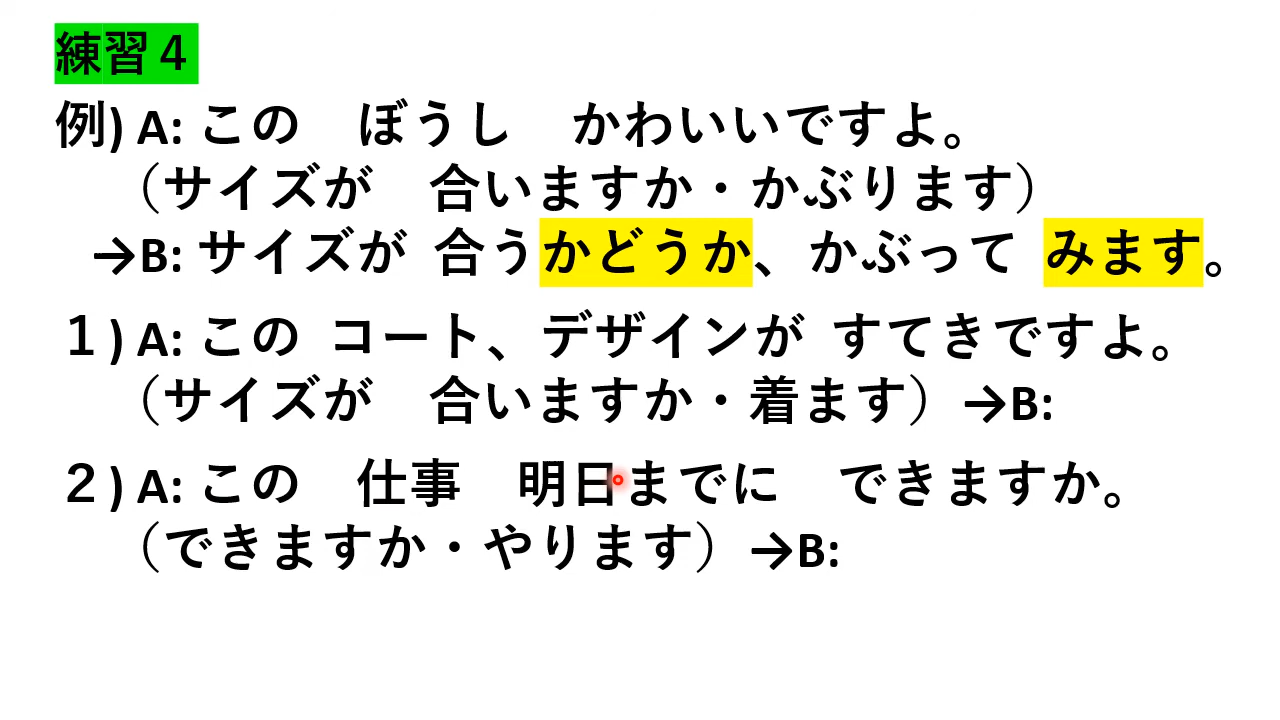 練習４
例) A: この　ぼうし　かわいいですよ。
（サイズが　合いますか・かぶります）
→B: サイズが 合うかどうか、かぶって みます。
１) A: この コート、デザインが すてきですよ。
（サイズが　合いますか・着ます）→B:
２) A: この　仕事　明日までに　できますか。
（できますか・やります）→B: